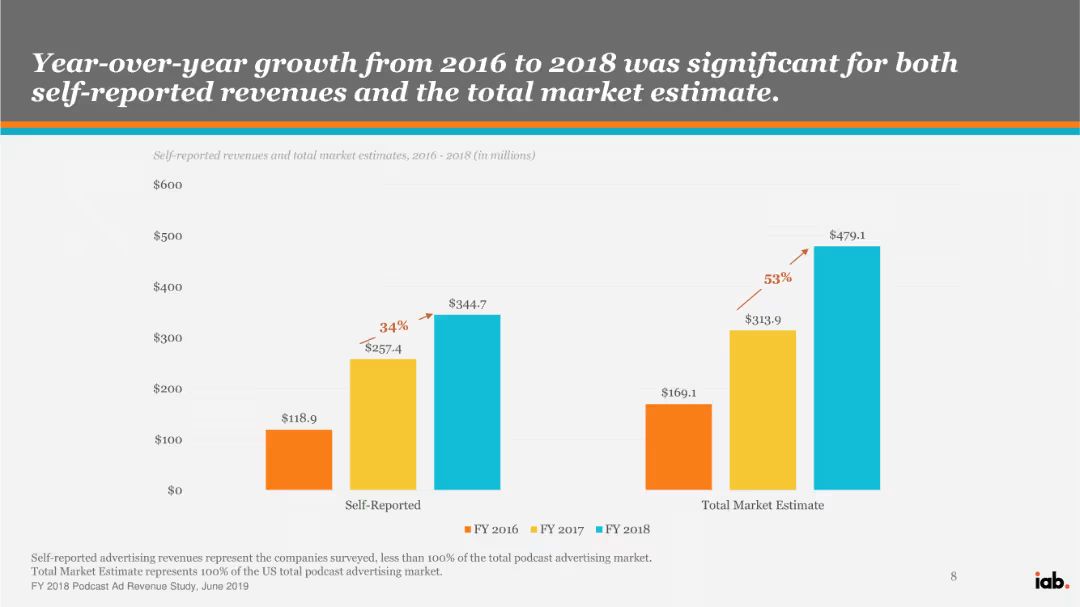 Year-over-year growth from 2016 to 2018 was significant for both
self-reported revenues and the total market estimate.
Self-reported revenues and total market estimates, 2016 - 2018 (in millions)
$600
$500
$400
$300
$200
$100
$0
$118.9
$257.4
34%
$344.7
$169.1
$313.9
53%
$479.1
Self-Reported
Total Market Estimate
FY 2016 FY 2017 FY 2018
Self-reported advertising revenues represent the companies surveyed, less than 100% of the total podcast advertising market.
Total Market Estimate represents 100% of the US total podcast advertising market.
FY 2018 Podcast Ad Revenue Study, June 2019
8
iab.